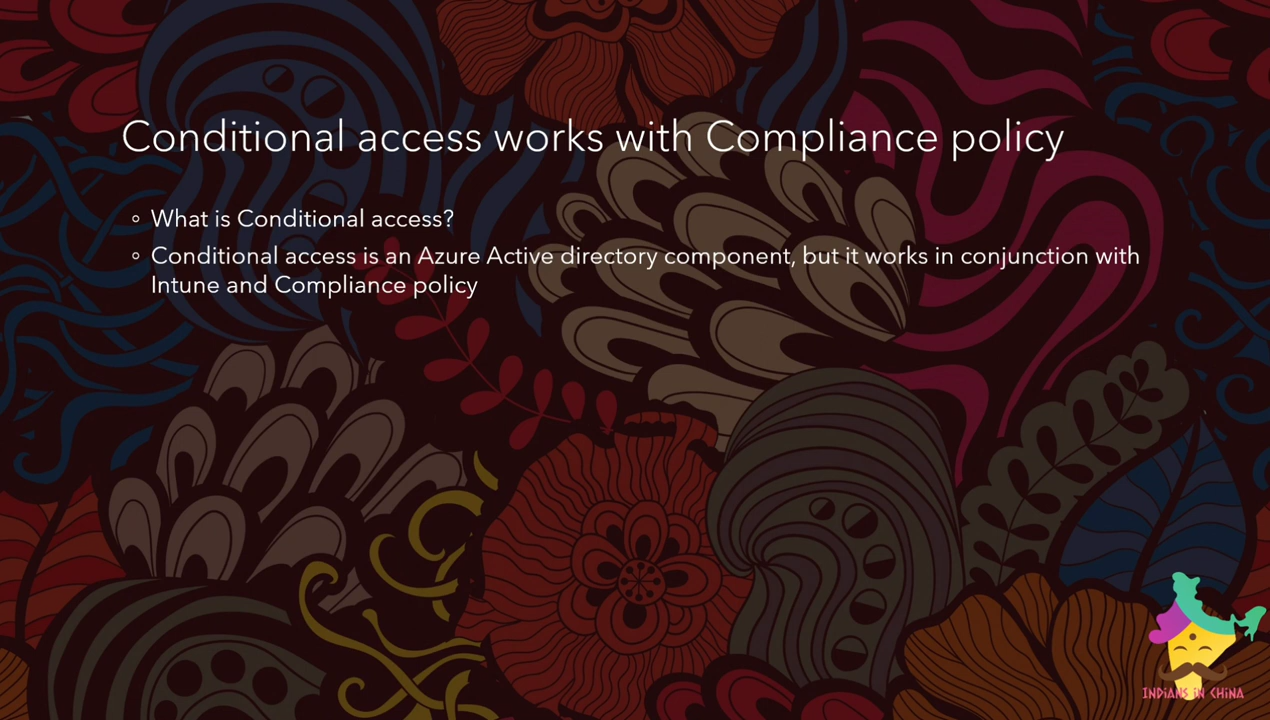 Conditional access works with Compliance policy
What is Conditional access?
Conditional access is an Azure Active directory component, but it works in conjunction with
Intune and Compliance policy
INDIANS IN CHINA